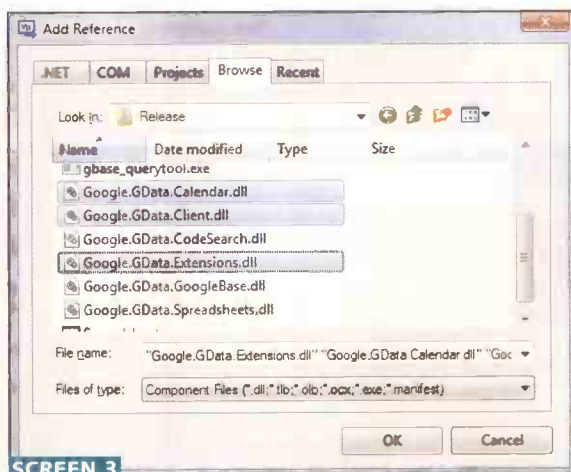 Add Reference
.NET COM Projects Browse Recent
Look in: Release
Name Date modified Type Size
gbase_querytool.exe
Google.GData.Calendar.dll
Google.GData.Client.dll
Google.GData.CodeSearch.dll
Google.GData.Extensions.dll
Google.GData.GoogleBase.dll
Google.GData.Spreadsheets.dll
File name: "Google.GData.Extensions.dll" "Google.GData.Calendar.dll" "Goc
Files of type: Component Files (*.dll;*.tlb;*.olb;*.ocx;*.exe;*.manifest)
OK Cancel
SCREEN 3